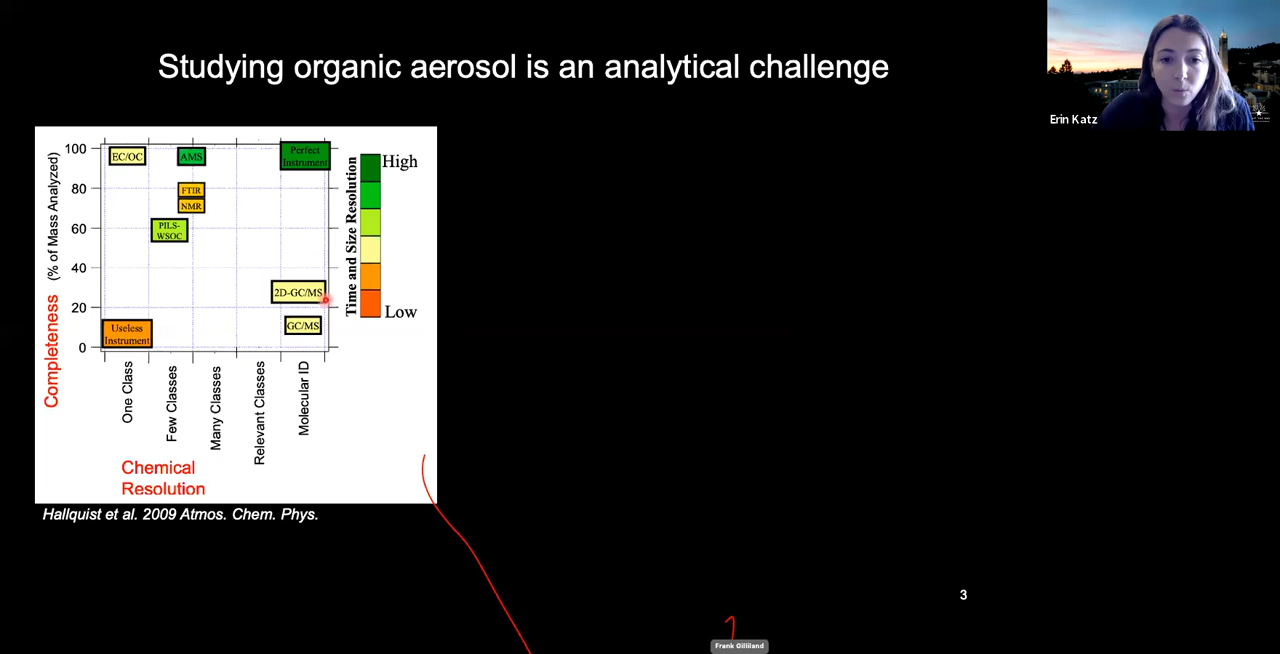 Studying organic aerosol is an analytical challenge
Erin Katz
Completeness (% of Mass Analyzed)
100
80
60
40
20
0
EC/OC
AMS
Perfect
Instrument
FTIR
NMR
PILS-
WSOC
2D-GC/MS
GC/MS
Useless
Instrument
Time and Size Resolution
High
Low
One Class
Few Classes
Many Classes
Relevant Classes
Molecular ID
Chemical
Resolution
Hallquist et al. 2009 Atmos. Chem. Phys.
3
Frank Gilliland